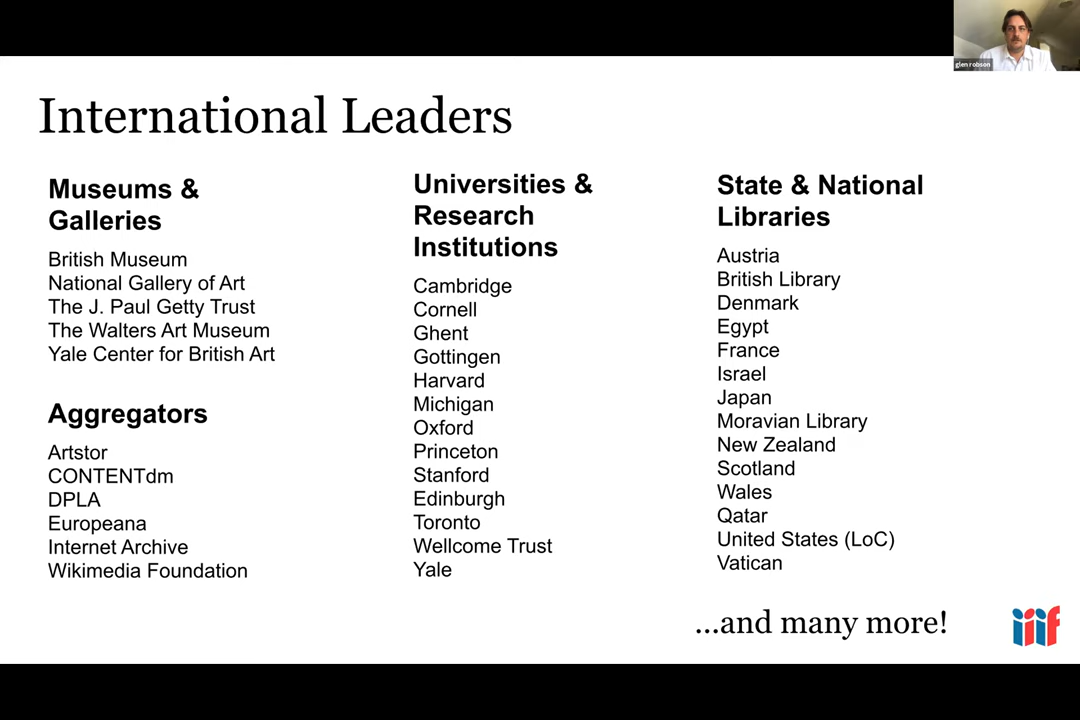 glen robson
International Leaders
Museums &
Galleries
British Museum
National Gallery of Art
The J. Paul Getty Trust
The Walters Art Museum
Yale Center for British Art
Aggregators
Artstor
CONTENTdm
DPLA
Europeana
Internet Archive
Wikimedia Foundation
Universities &
Research
Institutions
Cambridge
Cornell
Ghent
Gottingen
Harvard
Michigan
Oxford
Princeton
Stanford
Edinburgh
Toronto
Wellcome Trust
Yale
State & National
Libraries
Austria
British Library
Denmark
Egypt
France
Israel
Japan
Moravian Library
New Zealand
Scotland
Wales
Qatar
United States (LoC)
Vatican
...and many more!
iiif